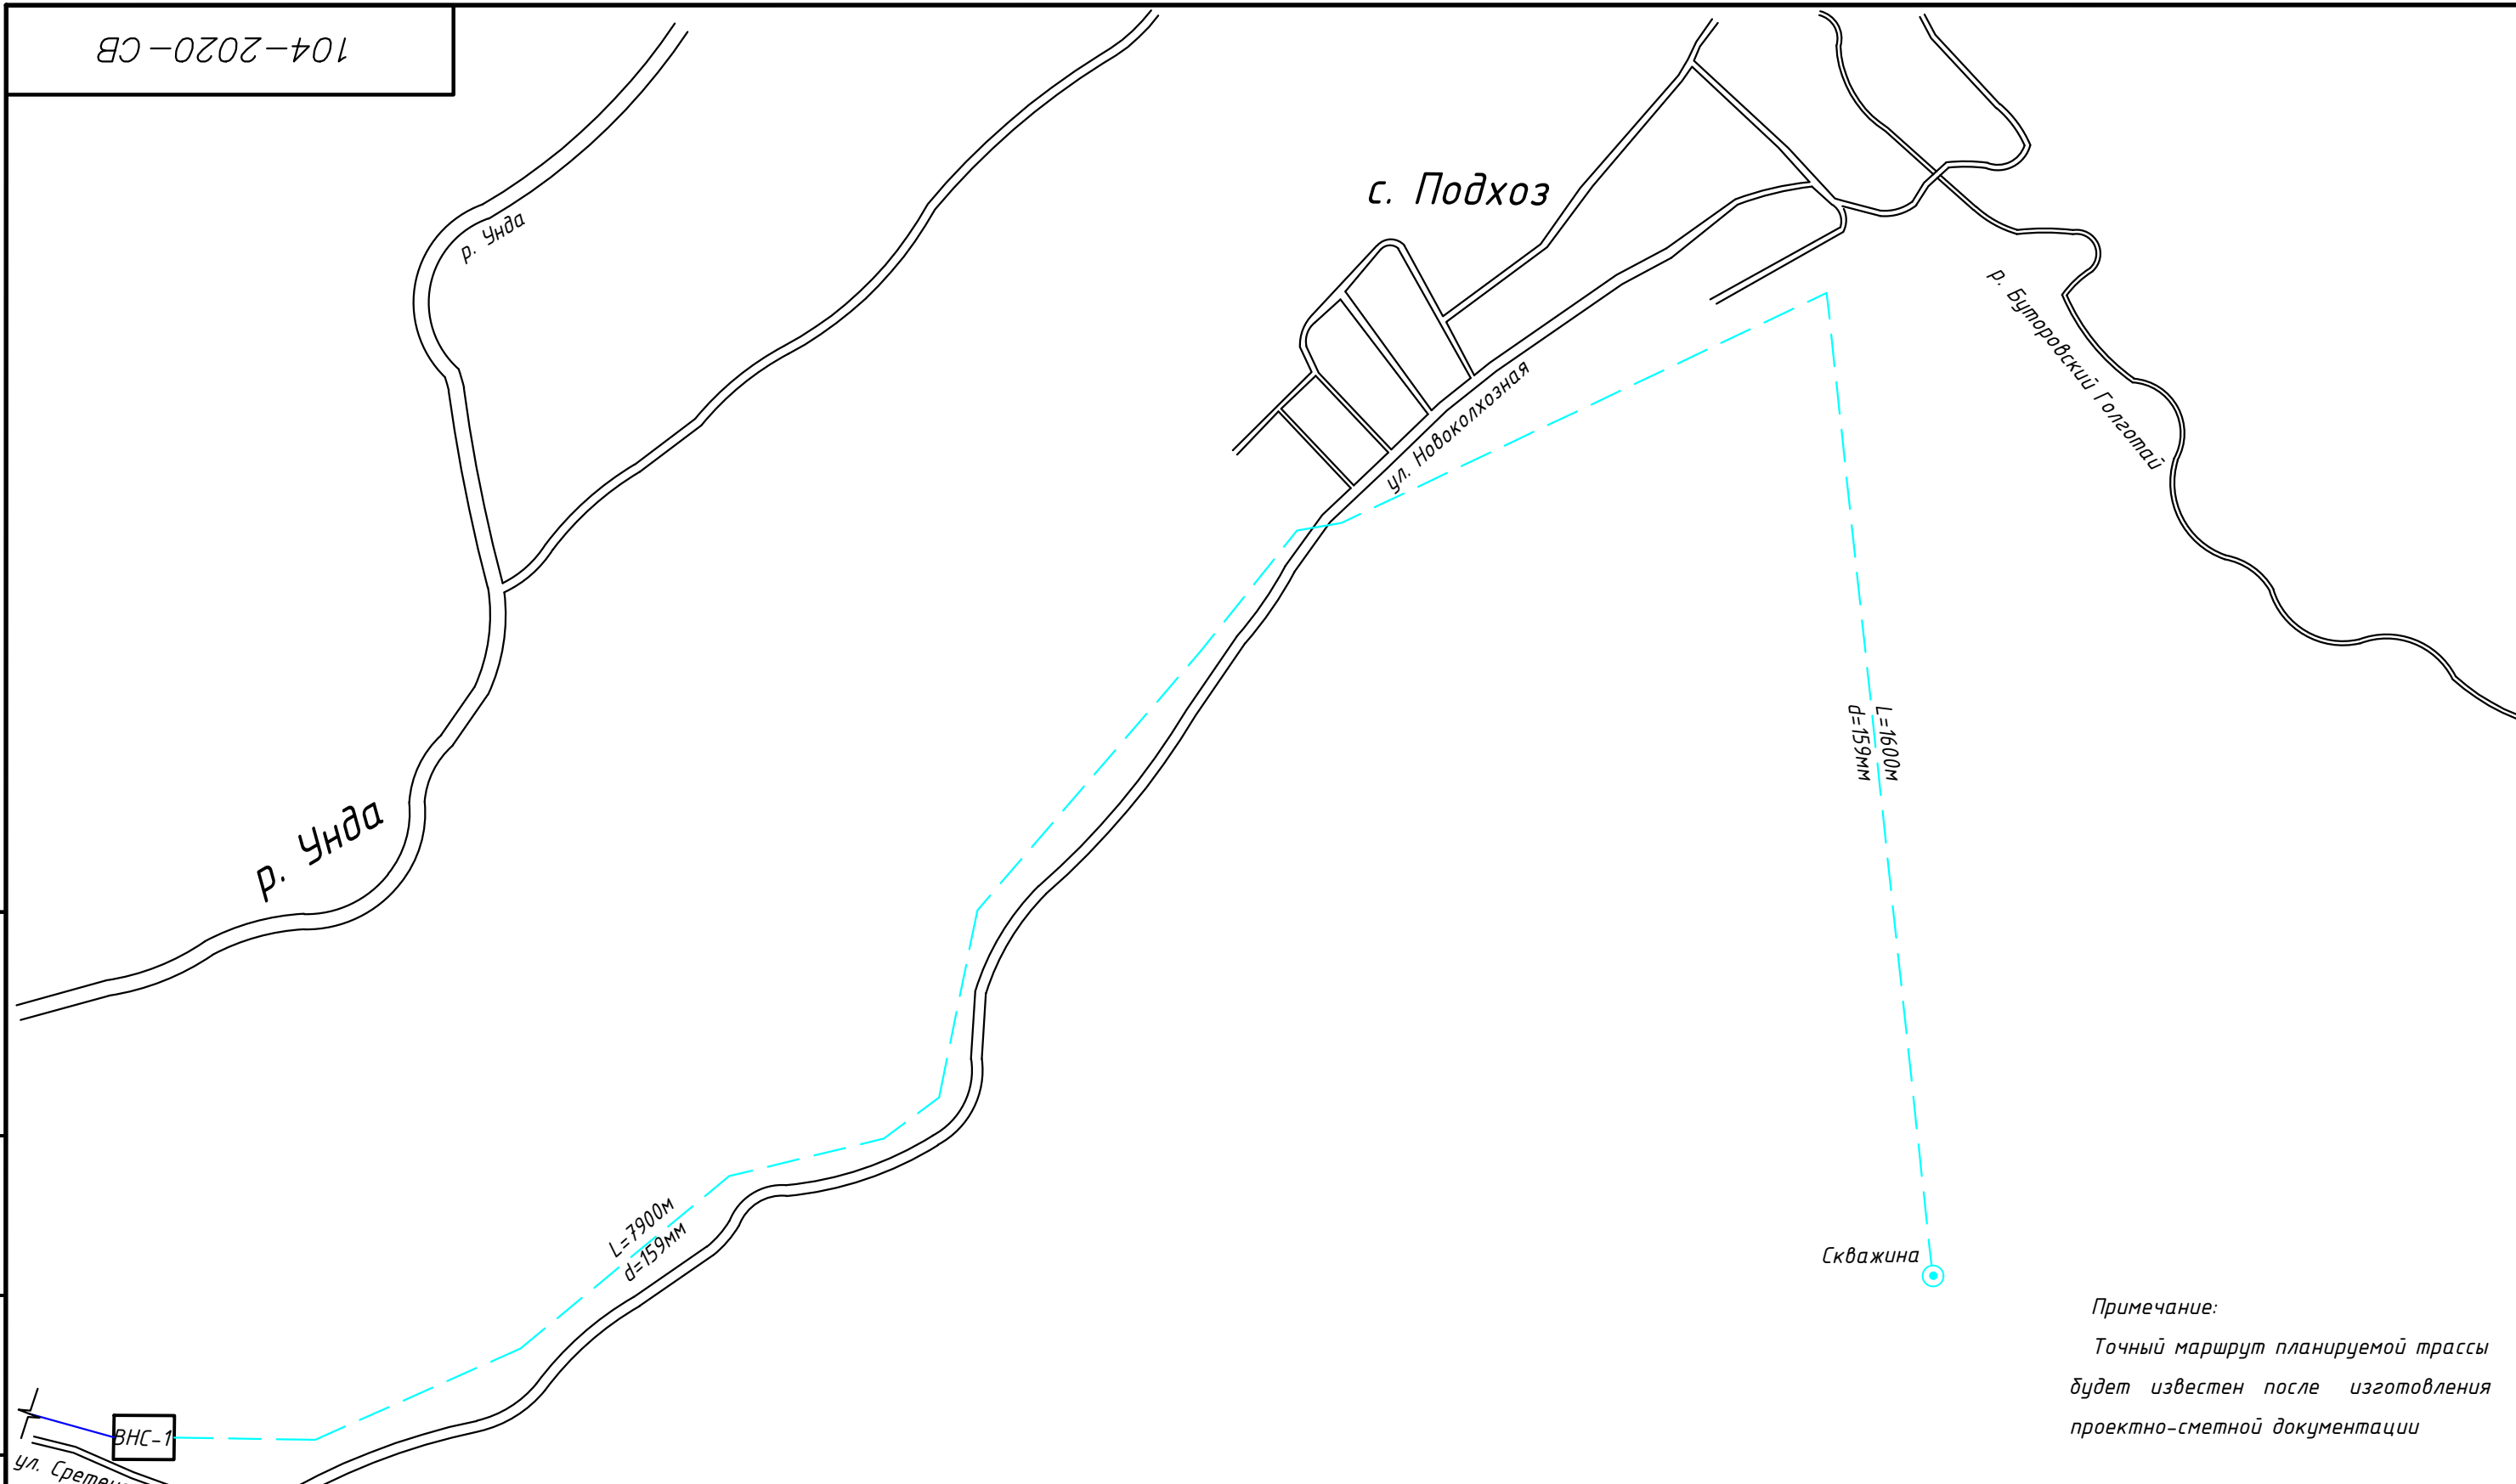 104-2020-СВ
р. Унда
с. Подхоз
р. Буторовский Голготай
ул. Новоколхозная
L=1600м
d=159мм
р. Унда
L=7900м
d=159мм
Скважина
Примечание:
Точный маршрут планируемой трассы
будет известен после изготовления
проектно-сметной документации
ВНС-1
ул.